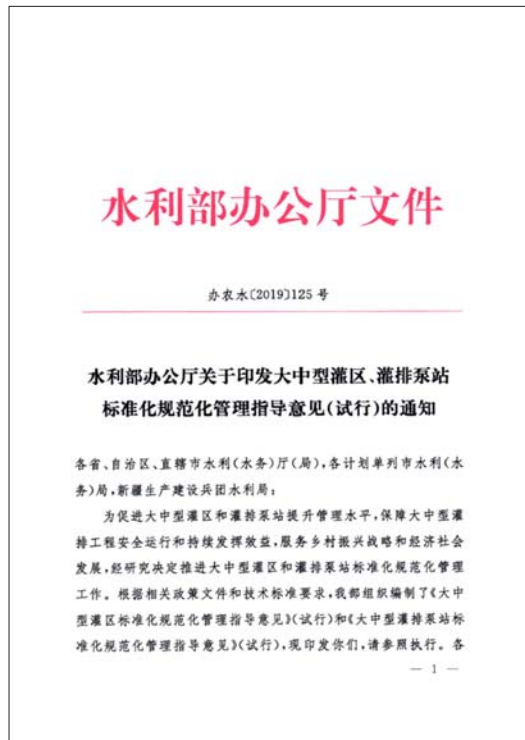 水利部办公厅文件
办农水〔2019〕125 号
水利部办公厅关于印发大中型灌区、灌排泵站
标准化规范化管理指导意见(试行)的通知
各省、自治区、直辖市水利(水务)厅(局),各计划单列市水利(水
务)局,新疆生产建设兵团水利局:
为促进大中型灌区和灌排泵站提升管理水平,保障大中型灌
排工程安全运行和持续发挥效益,服务乡村振兴战略和经济社会
发展,经研究决定推进大中型灌区和灌排泵站标准化规范化管理
工作。根据相关政策文件和技术标准要求,我部组织编制了《大中
型灌区标准化规范化管理指导意见》(试行)和《大中型灌排泵站标
准化规范化管理指导意见》(试行),现印发你们,请参照执行。各
— 1 —